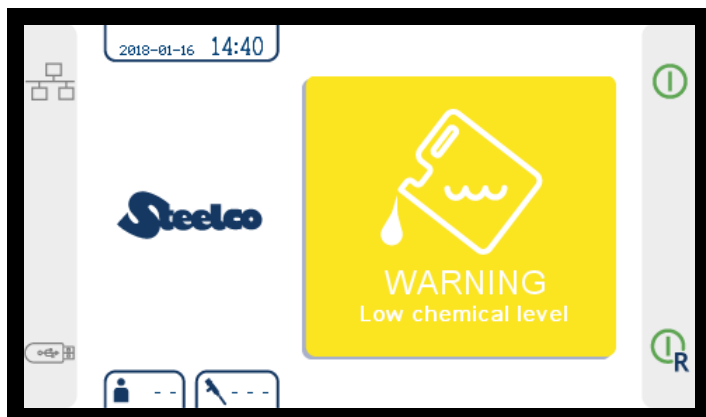 2018-01-16 14:40
Steelco
WARNING
Low chemical level
R
- -
- - -